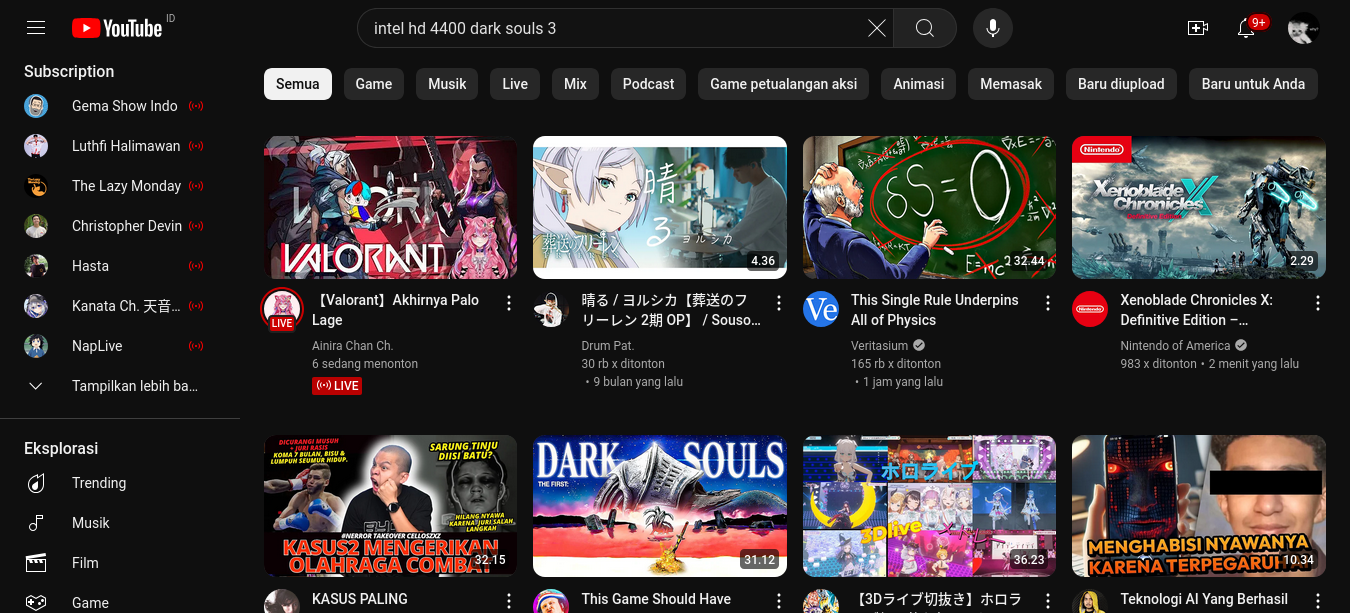 YouTube
ID
intel hd 4400 dark souls 3
9+
Subscription
Gema Show Indo
Luthfi Halimawan
The Lazy Monday
Christopher Devin
Hasta
Kanata Ch. 天音...
NapLive
Tampilkan lebih ba...
Eksplorasi
Trending
Musik
Film
Game
Semua
Game
Musik
Live
Mix
Podcast
Game petualangan aksi
Animasi
Memasak
Baru diupload
Baru untuk Anda
VALORANT
LIVE
【Valorant】Akhirnya Palo
Lage
Ainira Chan Ch.
6 sedang menonton
LIVE
晴る
葬送のフリーレン
ヨルシカ
4.36
晴る / ヨルシカ【葬送のフ
リーレン 2期 OP】 / Souso...
Drum Pat.
30 rb x ditonton
・9 bulan yang lalu
δS = 0
32.44
Ve
This Single Rule Underpins
All of Physics
Veritasium
165 rb x ditonton
・1 jam yang lalu
Nintendo
Xenoblade
Chronicles X
Definitive Edition
2.29
Nintendo
Xenoblade Chronicles X:
Definitive Edition –...
Nintendo of America
983 x ditonton・2 menit yang lalu
DICURANGI MUSUH
+ JURI RASIS
KOMA 7 BULAN, BISU &
LUMPUH SEUMUR HIDUP.
SARUNG TINJU
DIISI BATU?
HILANG NYAWA
KARENA JURI SALAH
LANGKAH
#NERROR TAKEOVER CELLOSZXZ
KASUS2 MENGERIKAN
OLAHRAGA COMBAT
32.15
KASUS PALING
DARK SOULS
THE FIRST:
31.12
This Game Should Have
ホロライブ
3Dlive
メドレー
36.23
【3Dライブ切抜き】ホロラ
MENGHABISI NYAWANYA
KARENA TERPEGARUH AI
10.34
Teknologi AI Yang Berhasil